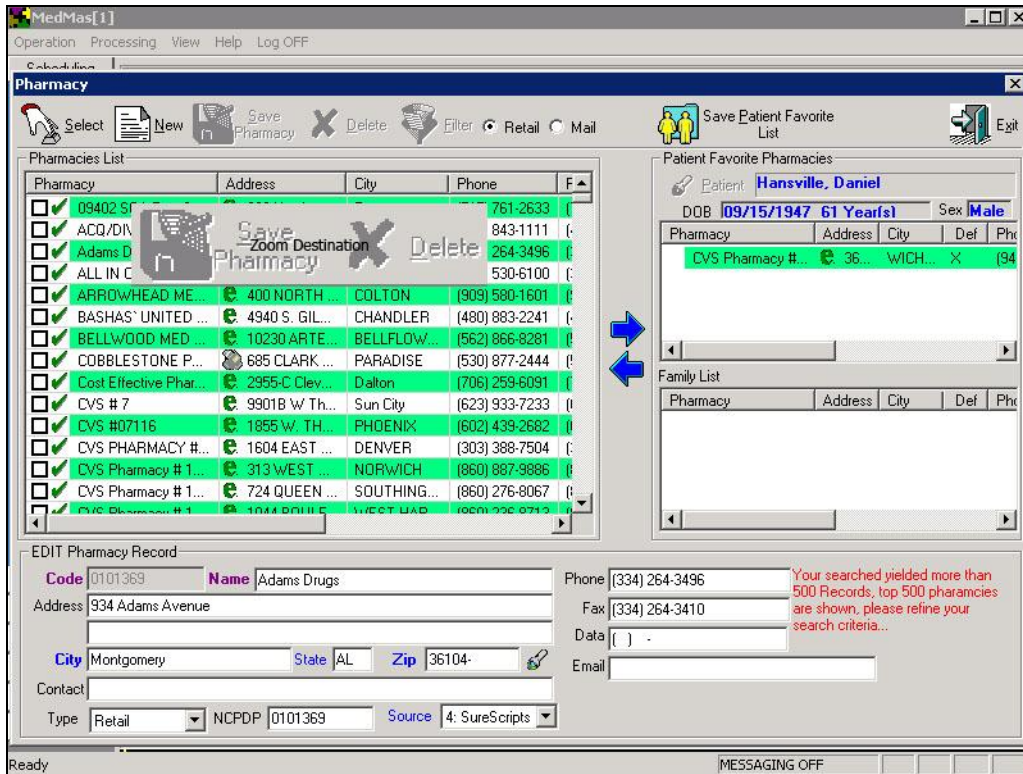 MedMas[1]
Operation Processing View Help Log OFF
Scheduling
Pharmacy
Select New Save Pharmacy Delete Filter Retail Mail Save Patient Favorite List Exit
Pharmacies List
Pharmacy Address City Phone F
09402 761-2633
ACQ/DIV 843-1111
Adams D 264-3496
ALL IN C 530-6100
Save Pharmacy Delete
Zoom Destination
ARROWHEAD ME... 400 NORTH ... COLTON (909) 580-1601
BASHAS` UNITED ... 4940 S. GIL... CHANDLER (480) 883-2241
BELLWOOD MED ... 10230 ARTE... BELLFLOW... (562) 866-8281
COBBLESTONE P... 685 CLARK ... PARADISE (530) 877-2444
Cost Effective Phar... 2955-C Clev... Dalton (706) 259-6091
CVS # 7 9901B W Th... Sun City (623) 933-7233
CVS #07116 1855 W. TH... PHOENIX (602) 439-2682
CVS PHARMACY #... 1604 EAST ... DENVER (303) 388-7504
CVS Pharmacy # 1... 313 WEST ... NORWICH (860) 887-9886
CVS Pharmacy # 1... 724 QUEEN ... SOUTHING... (860) 276-8067
CVS Pharmacy # 1
Patient Favorite Pharmacies
Patient Hansville, Daniel
DOB 09/15/1947 61 Year(s) Sex Male
Pharmacy Address City Def Pho
CVS Pharmacy #... 36... WICH... X (94
Family List
Pharmacy Address City Def Pho
EDIT Pharmacy Record
Code 0101369 Name Adams Drugs
Address 934 Adams Avenue
City Montgomery State AL Zip 36104-
Contact
Type Retail NCPDP 0101369 Source 4: SureScripts
Phone (334) 264-3496
Fax (334) 264-3410
Data ( ) -
Email
Your searched yielded more than
500 Records, top 500 pharamcies
are shown, please refine your
search criteria...
Ready MESSAGING OFF